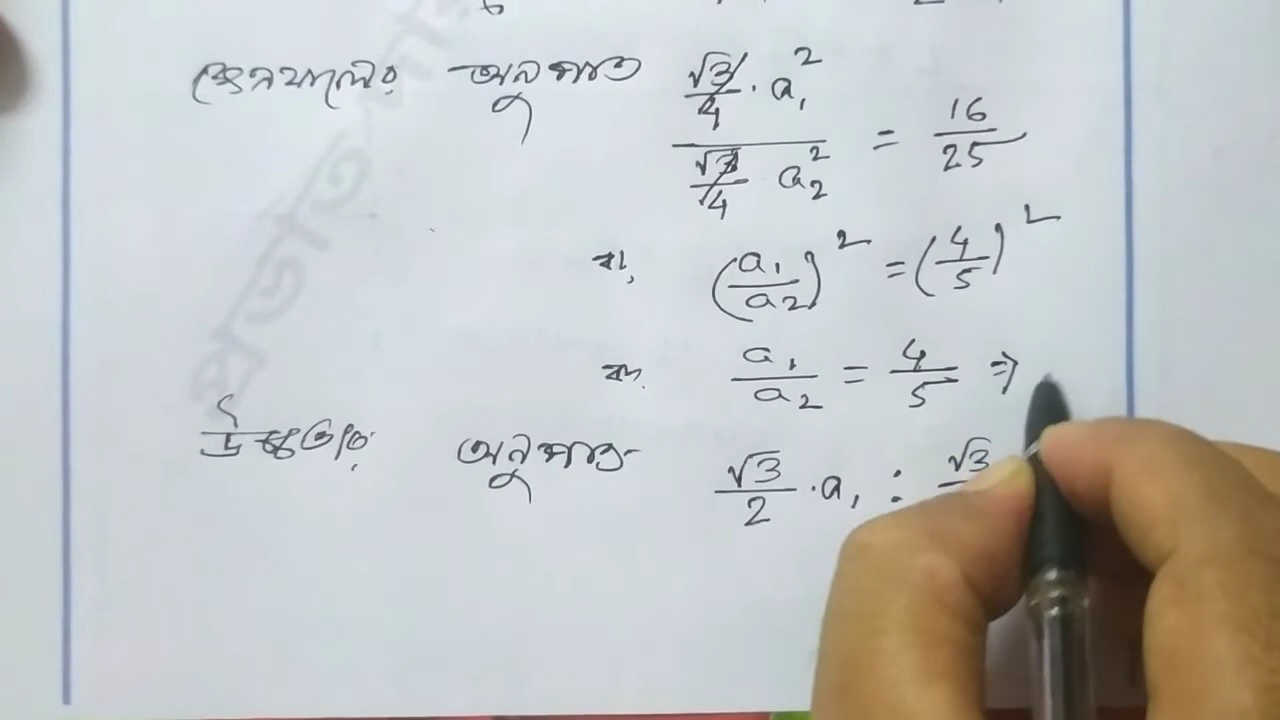 ক্ষেত্রফলের অনুপাত (√3/4 · a₁²)/(√3/4 a₂²) = 16/25
বা, (a₁/a₂)² = (4/5)²
বা, a₁/a₂ = 4/5 ⇒
উচ্চতার অনুপাত √3/2 · a₁ : √3